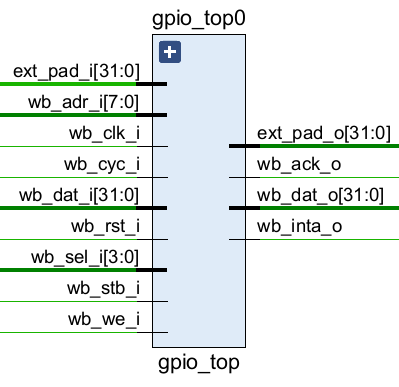 gpio_top0
ext_pad_i[31:0]
wb_adr_i[7:0]
wb_clk_i
wb_cyc_i
wb_dat_i[31:0]
wb_rst_i
wb_sel_i[3:0]
wb_stb_i
wb_we_i
ext_pad_o[31:0]
wb_ack_o
wb_dat_o[31:0]
wb_inta_o
gpio_top